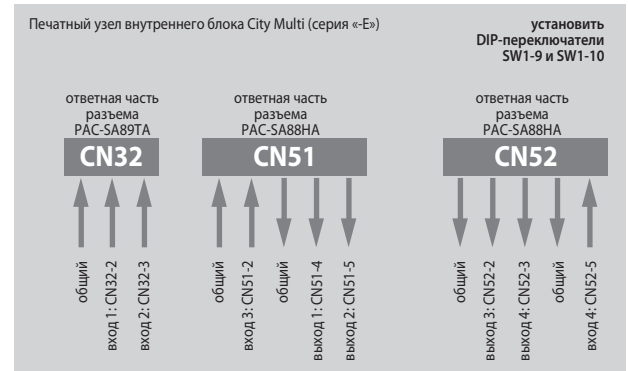 Печатный узел внутреннего блока City Multi (серия «-E»)
установить
DIP-переключатели
SW1-9 и SW1-10
ответная часть
разъема
PAC-SA89TA
CN32
общий
вход 1: CN32-2
вход 2: CN32-3
ответная часть
разъема
PAC-SA88HA
CN51
общий
вход 3: CN51-2
общий
выход 1: CN51-4
выход 2: CN51-5
ответная часть
разъема
PAC-SA88HA
CN52
общий
выход 3: CN52-2
выход 4: CN52-3
общий
вход 4: CN52-5